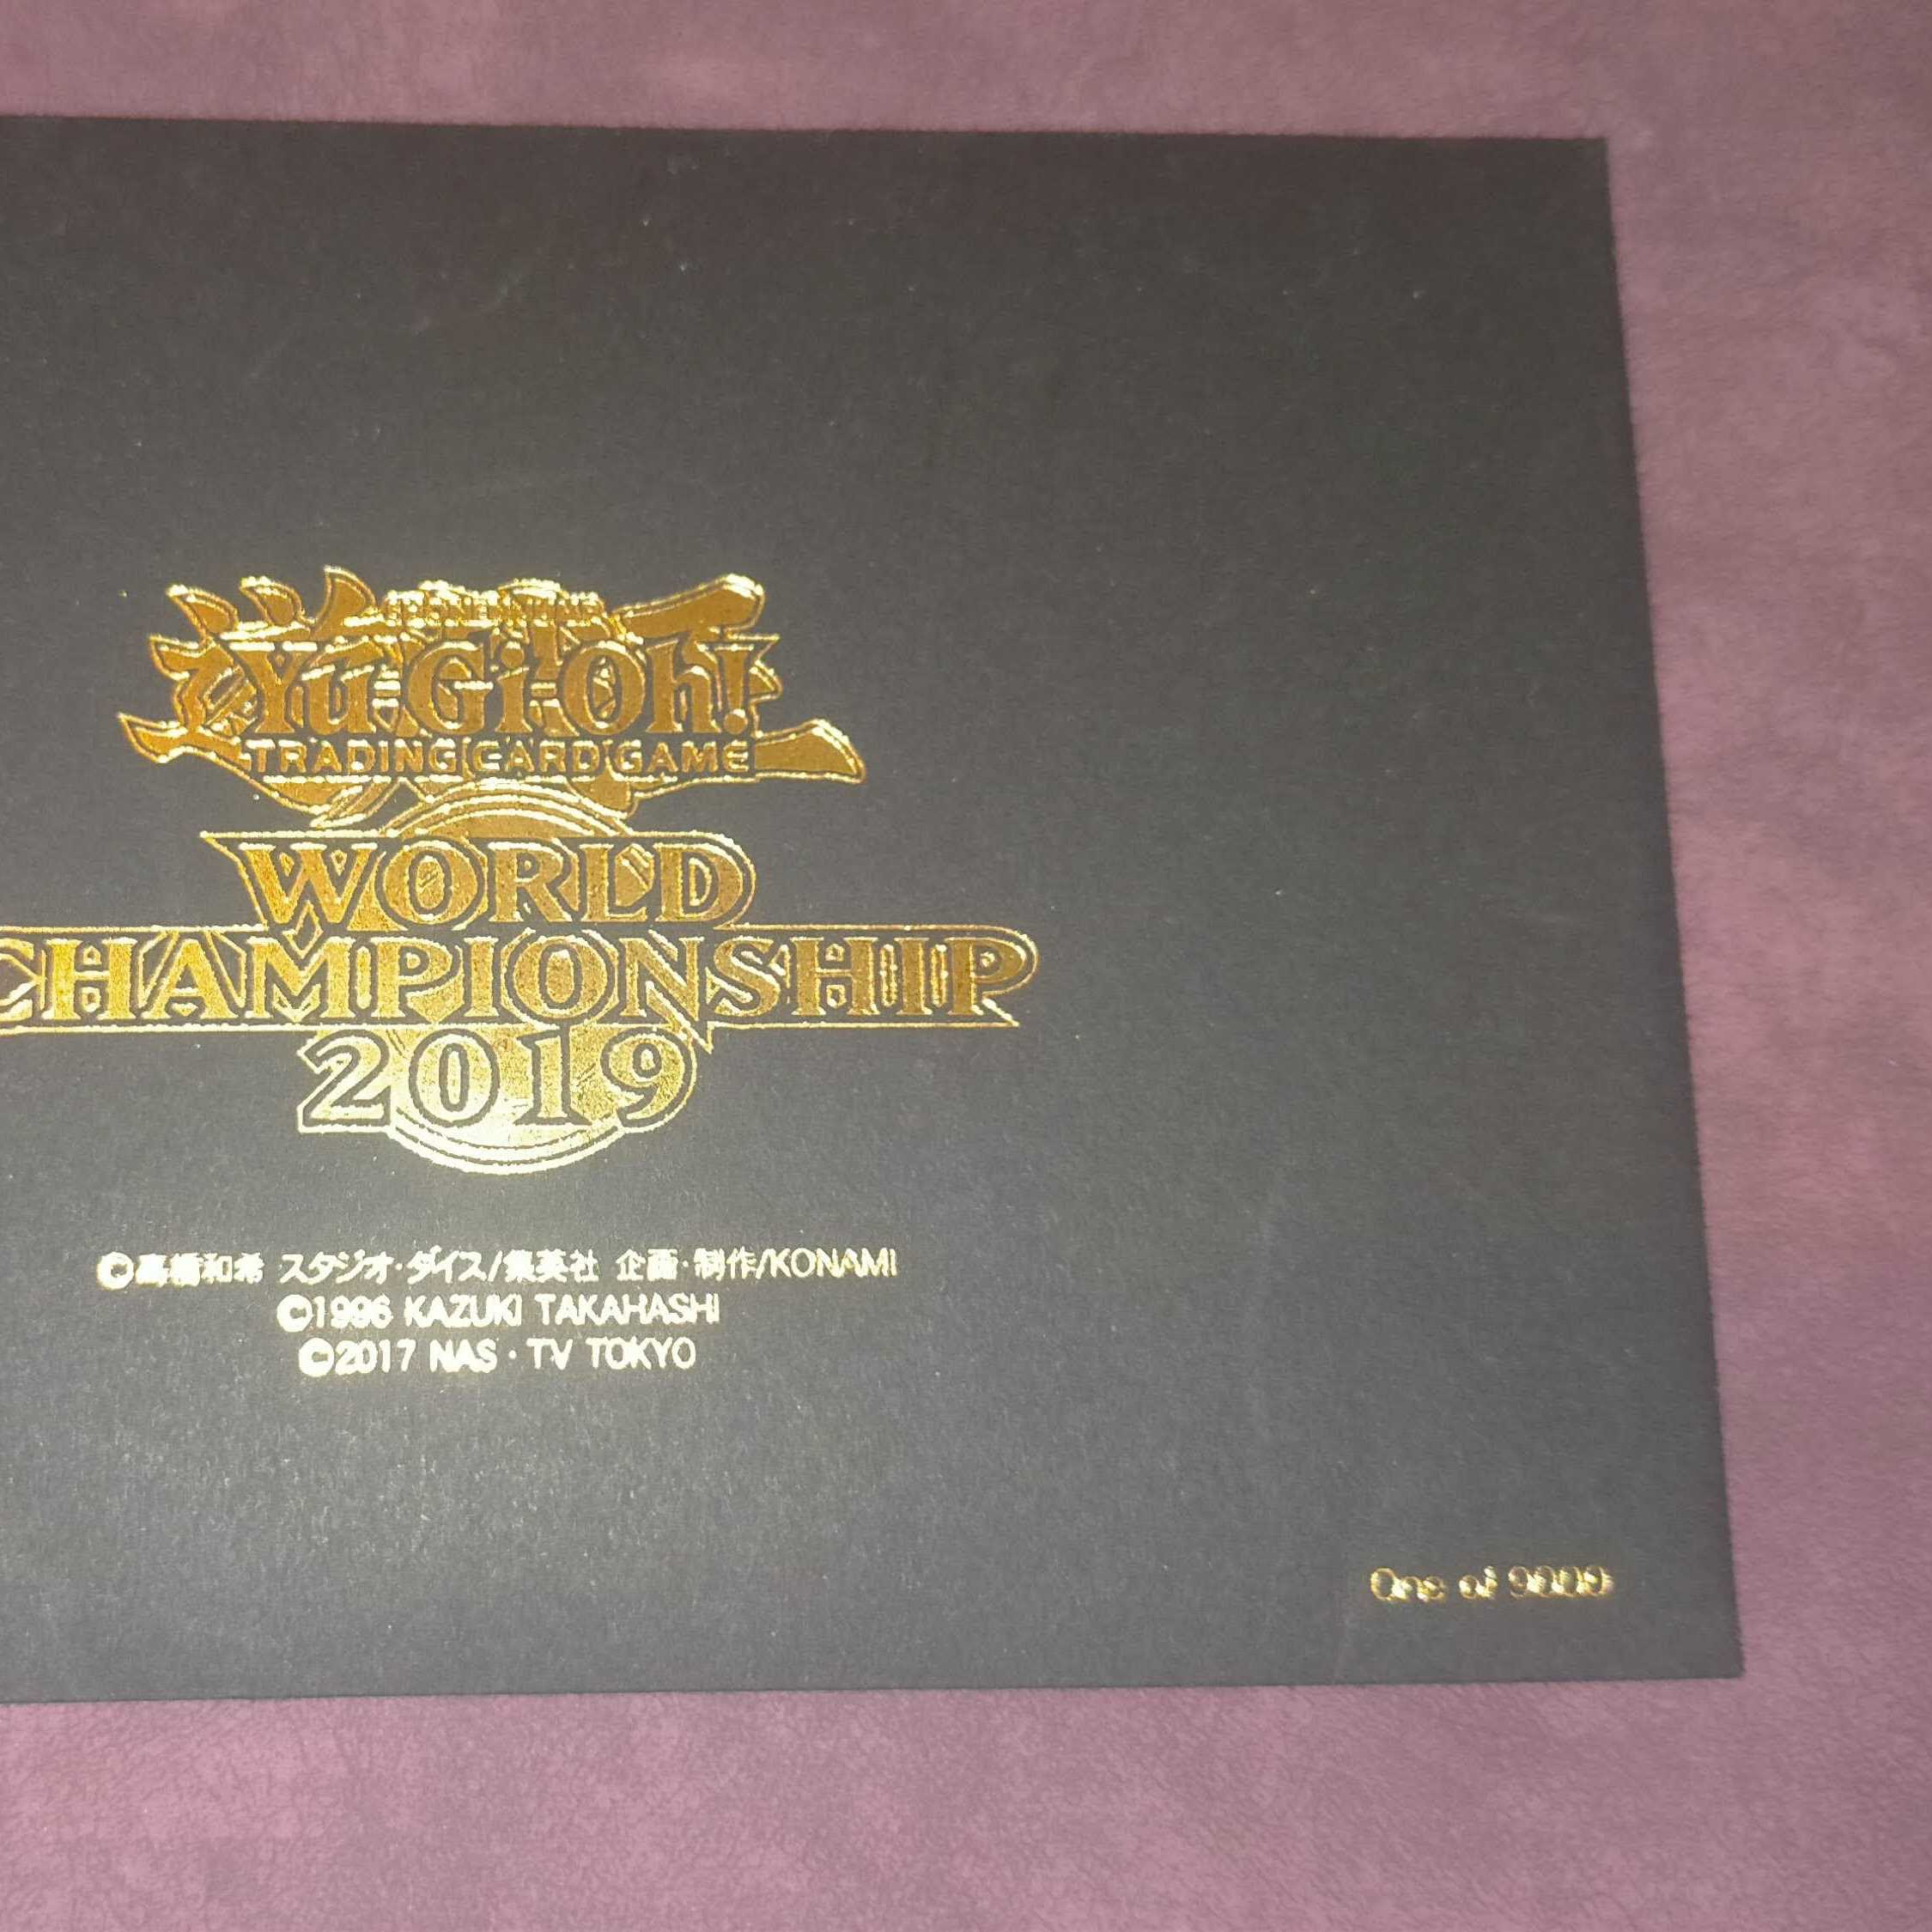 Yu-Gi-Oh!
TRADING CARD GAME
WORLD
CHAMPIONSHIP
2019
©高橋和希 スタジオ・ダイス/集英社 企画・制作/KONAMI
©1996 KAZUKI TAKAHASHI
©2017 NAS・TV TOKYO
One of 9000